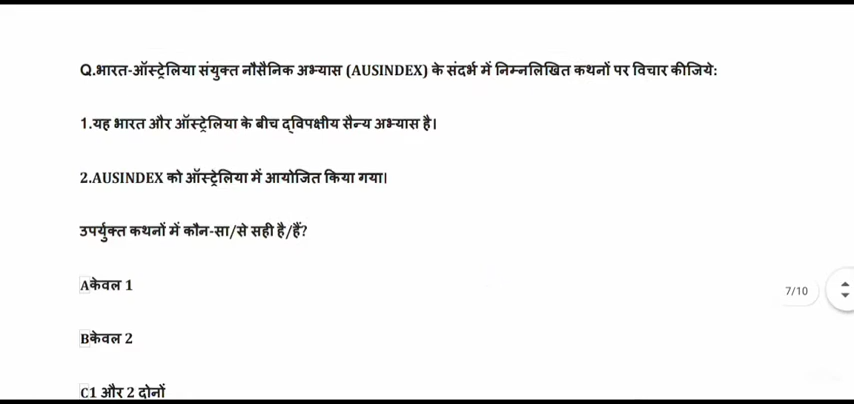 Q.भारत-ऑस्ट्रेलिया संयुक्त नौसैनिक अभ्यास (AUSINDEX) के संदर्भ में निम्नलिखित कथनों पर विचार कीजिये:
1.यह भारत और ऑस्ट्रेलिया के बीच द्विपक्षीय सैन्य अभ्यास है।
2.AUSINDEX को ऑस्ट्रेलिया में आयोजित किया गया।
उपर्युक्त कथनों में कौन-सा/से सही है/हैं?
Aकेवल 1
7/10
Bकेवल 2
C1 और 2 दोनों